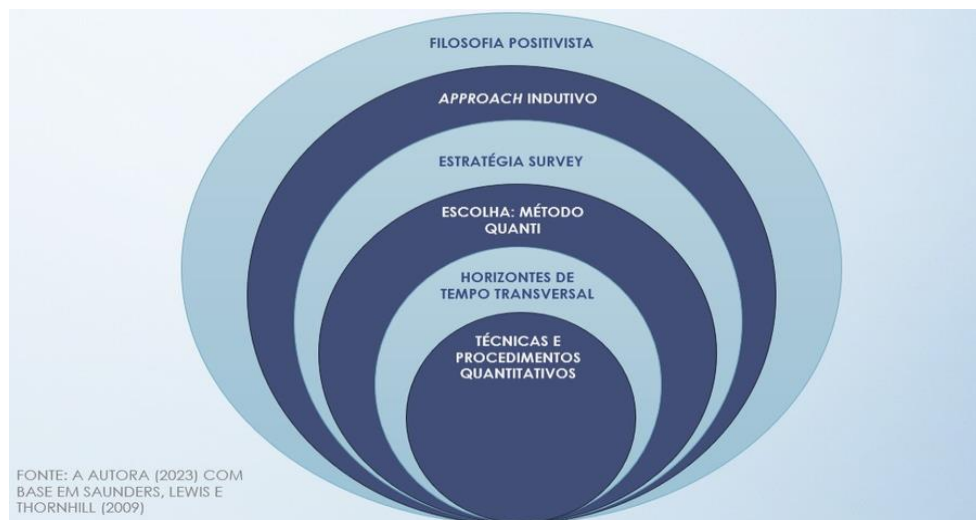 FILOSOFIA POSITIVISTA
APPROACH INDUTIVO
ESTRATÉGIA SURVEY
ESCOLHA: MÉTODO
QUANTI
HORIZONTES DE
TEMPO TRANSVERSAL
TÉCNICAS E
PROCEDIMENTOS
QUANTITATIVOS
FONTE: A AUTORA (2023) COM
BASE EM SAUNDERS, LEWIS E
THORNHILL (2009)